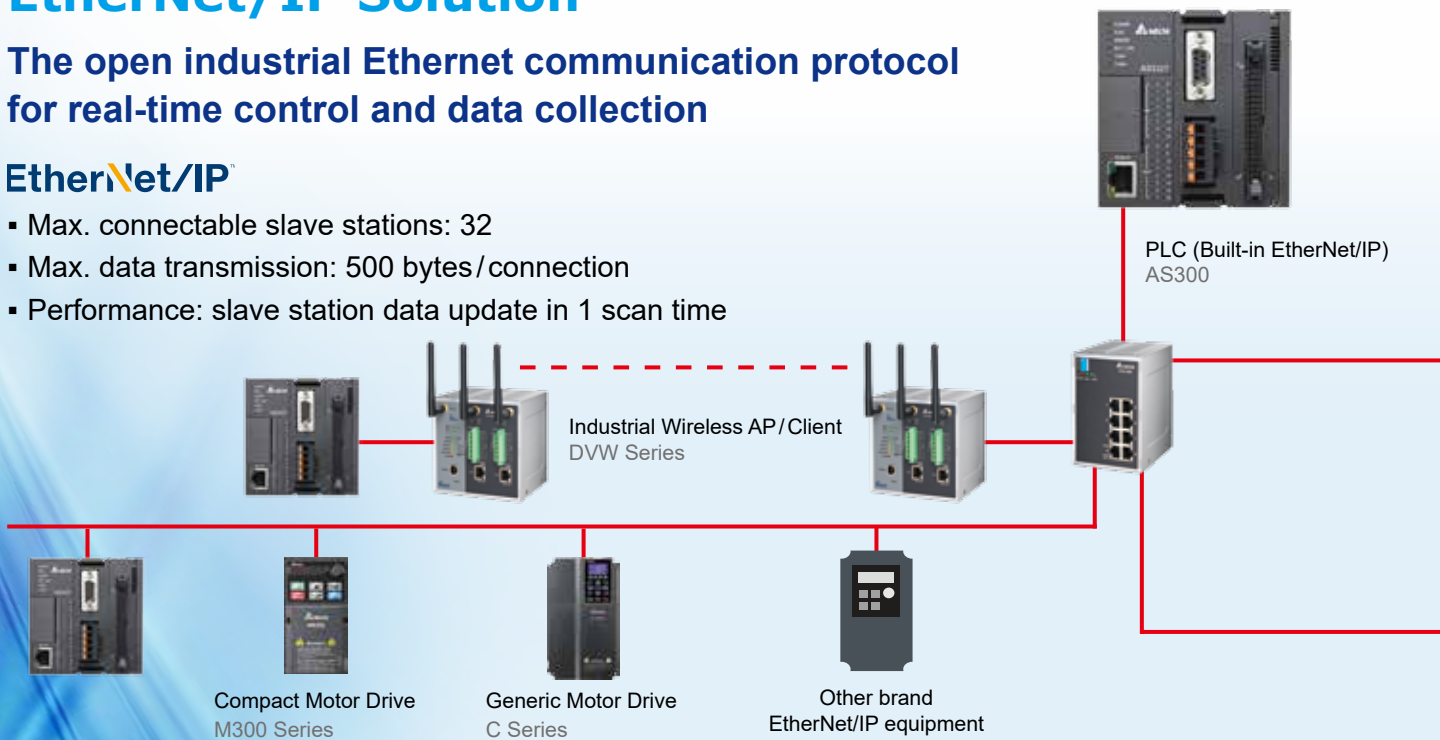 EtherNet/IP Solution
The open industrial Ethernet communication protocol
for real-time control and data collection
EtherNet/IP™
▪ Max. connectable slave stations: 32
▪ Max. data transmission: 500 bytes/connection
▪ Performance: slave station data update in 1 scan time
PLC (Built-in EtherNet/IP)
AS300
Industrial Wireless AP/Client
DVW Series
Compact Motor Drive
M300 Series
Generic Motor Drive
C Series
Other brand
EtherNet/IP equipment